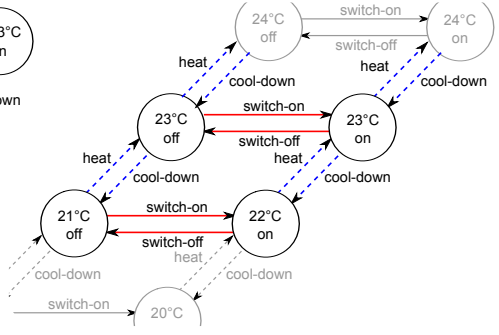 24°C
off
switch-on
switch-off
24°C
on
3°C
n
wn
heat
cool-down
heat
cool-down
23°C
off
switch-on
switch-off
23°C
on
heat
cool-down
heat
cool-down
21°C
off
switch-on
switch-off
22°C
on
heat
cool-down
cool-down
switch-on
20°C